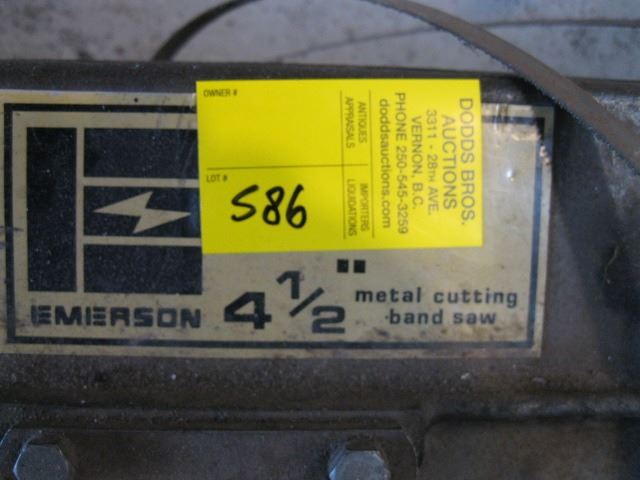 OWNER #
LOT #
586
ANTIQUES
APPRAISALS
IMPORTERS
LIQUIDATIONS
DODDS BROS.
AUCTIONS
3311 - 28TH AVE.
VERNON, B.C.
PHONE 250-545-3259
doddsauctions.com
EMERSON
4 1/2" metal cutting
band saw